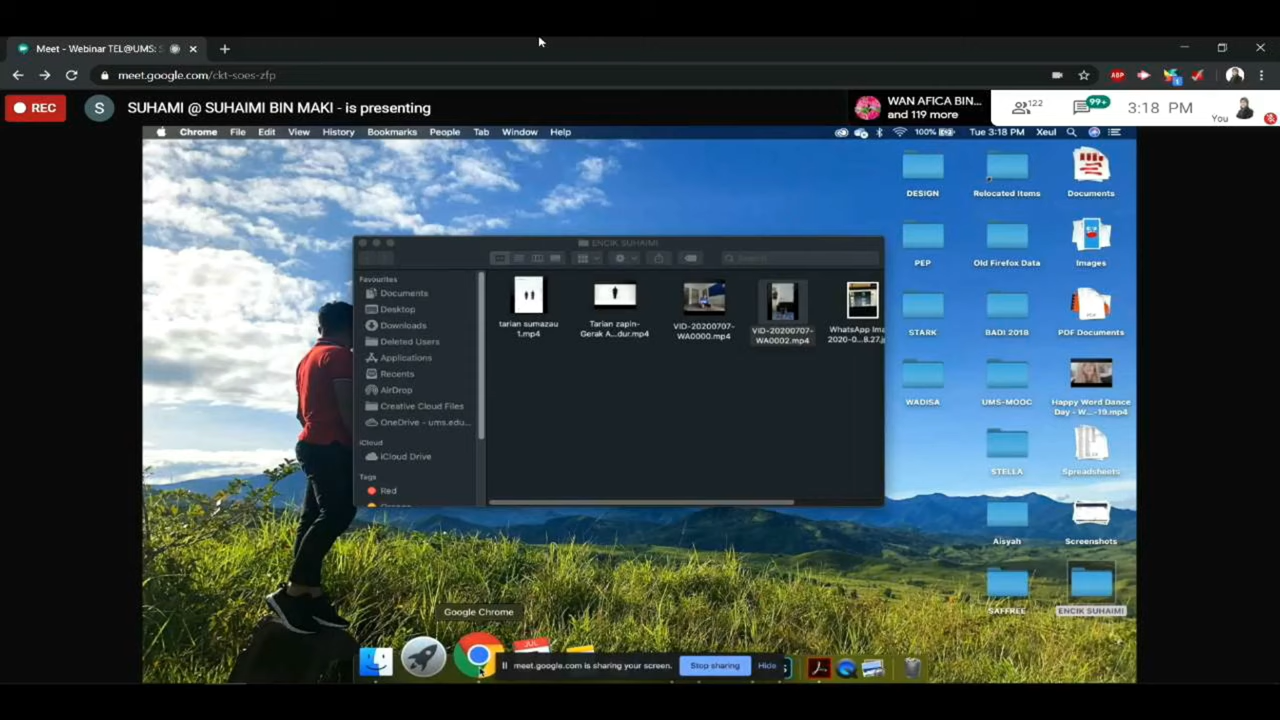 Meet - Webinar TEL@UMS: S
meet.google.com/ckt-soes-zfp
ABP
REC
S
SUHAMI @ SUHAIMI BIN MAKI - is presenting
WAN AFICA BIN...
and 119 more
122
99+
3:18 PM
You
Chrome File Edit View History Bookmarks People Tab Window Help
100% Tue 3:18 PM Xeul
DESIGN
Relocated Items
Documents
PEP
Old Firefox Data
Images
STARK
BADI 2018
PDF
PDF Documents
WADISA
UMS-MOOC
Happy Word Dance
Day - W...-19.mp4
STELLA
Spreadsheets
Aisyah
Screenshots
SAFFREE
ENCIK SUHAIMI
ENCIK SUHAIMI
Search
Favourites
Documents
Desktop
Downloads
Deleted Users
Applications
Recents
AirDrop
Creative Cloud Files
OneDrive - ums.edu...
iCloud
iCloud Drive
Tags
Red
Orange
tarian sumazau
1.mp4
Tarian zapin-
Gerak A...dur.mp4
VID-20200707-
WA0000.mp4
VID-20200707-
WA0002.mp4
WhatsApp Ima
2020-0...8.27.j
Google Chrome
JUL
meet.google.com is sharing your screen.
Stop sharing
Hide